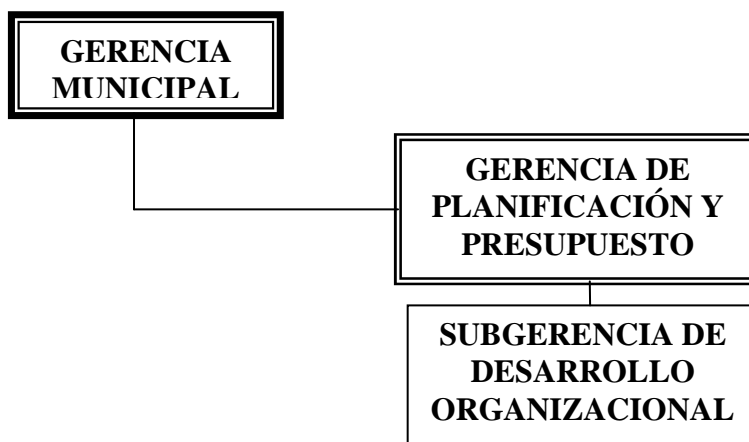 GERENCIA
MUNICIPAL
GERENCIA DE
PLANIFICACIÓN Y
PRESUPUESTO
SUBGERENCIA DE
DESARROLLO
ORGANIZACIONAL